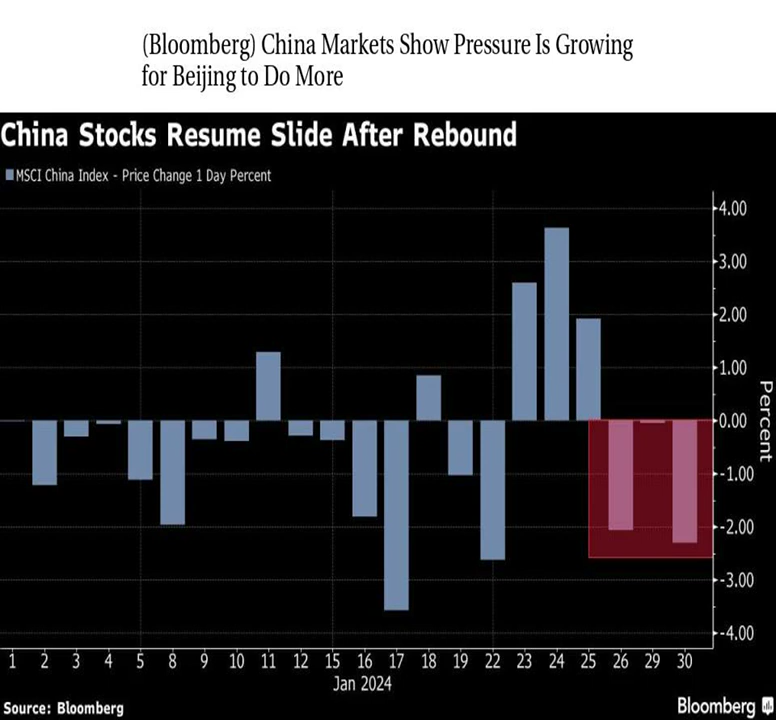 (Bloomberg) China Markets Show Pressure Is Growing
for Beijing to Do More
China Stocks Resume Slide After Rebound
MSCI China Index - Price Change 1 Day Percent
4.00
3.00
2.00
1.00
0.00
-1.00
-2.00
-3.00
-4.00
Percent
1 2 3 4 5 8 9 10 11 12 15 16 17 18 19 22 23 24 25 26 29 30
Jan 2024
Source: Bloomberg
Bloomberg